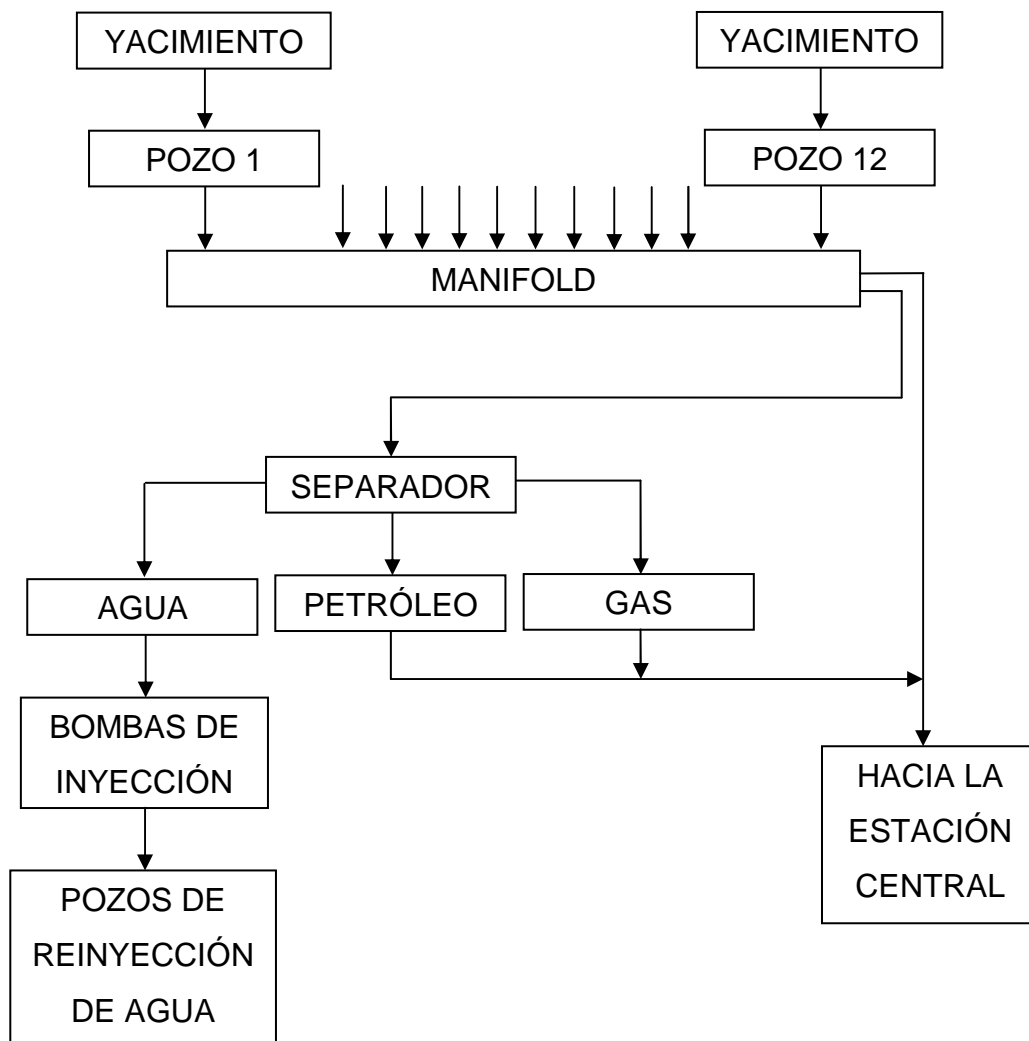 YACIMIENTO
YACIMIENTO
POZO 1
POZO 12
MANIFOLD
SEPARADOR
AGUA
PETRÓLEO
GAS
BOMBAS DE
INYECCIÓN
HACIA LA
ESTACIÓN
CENTRAL
POZOS DE
REINYECCIÓN
DE AGUA